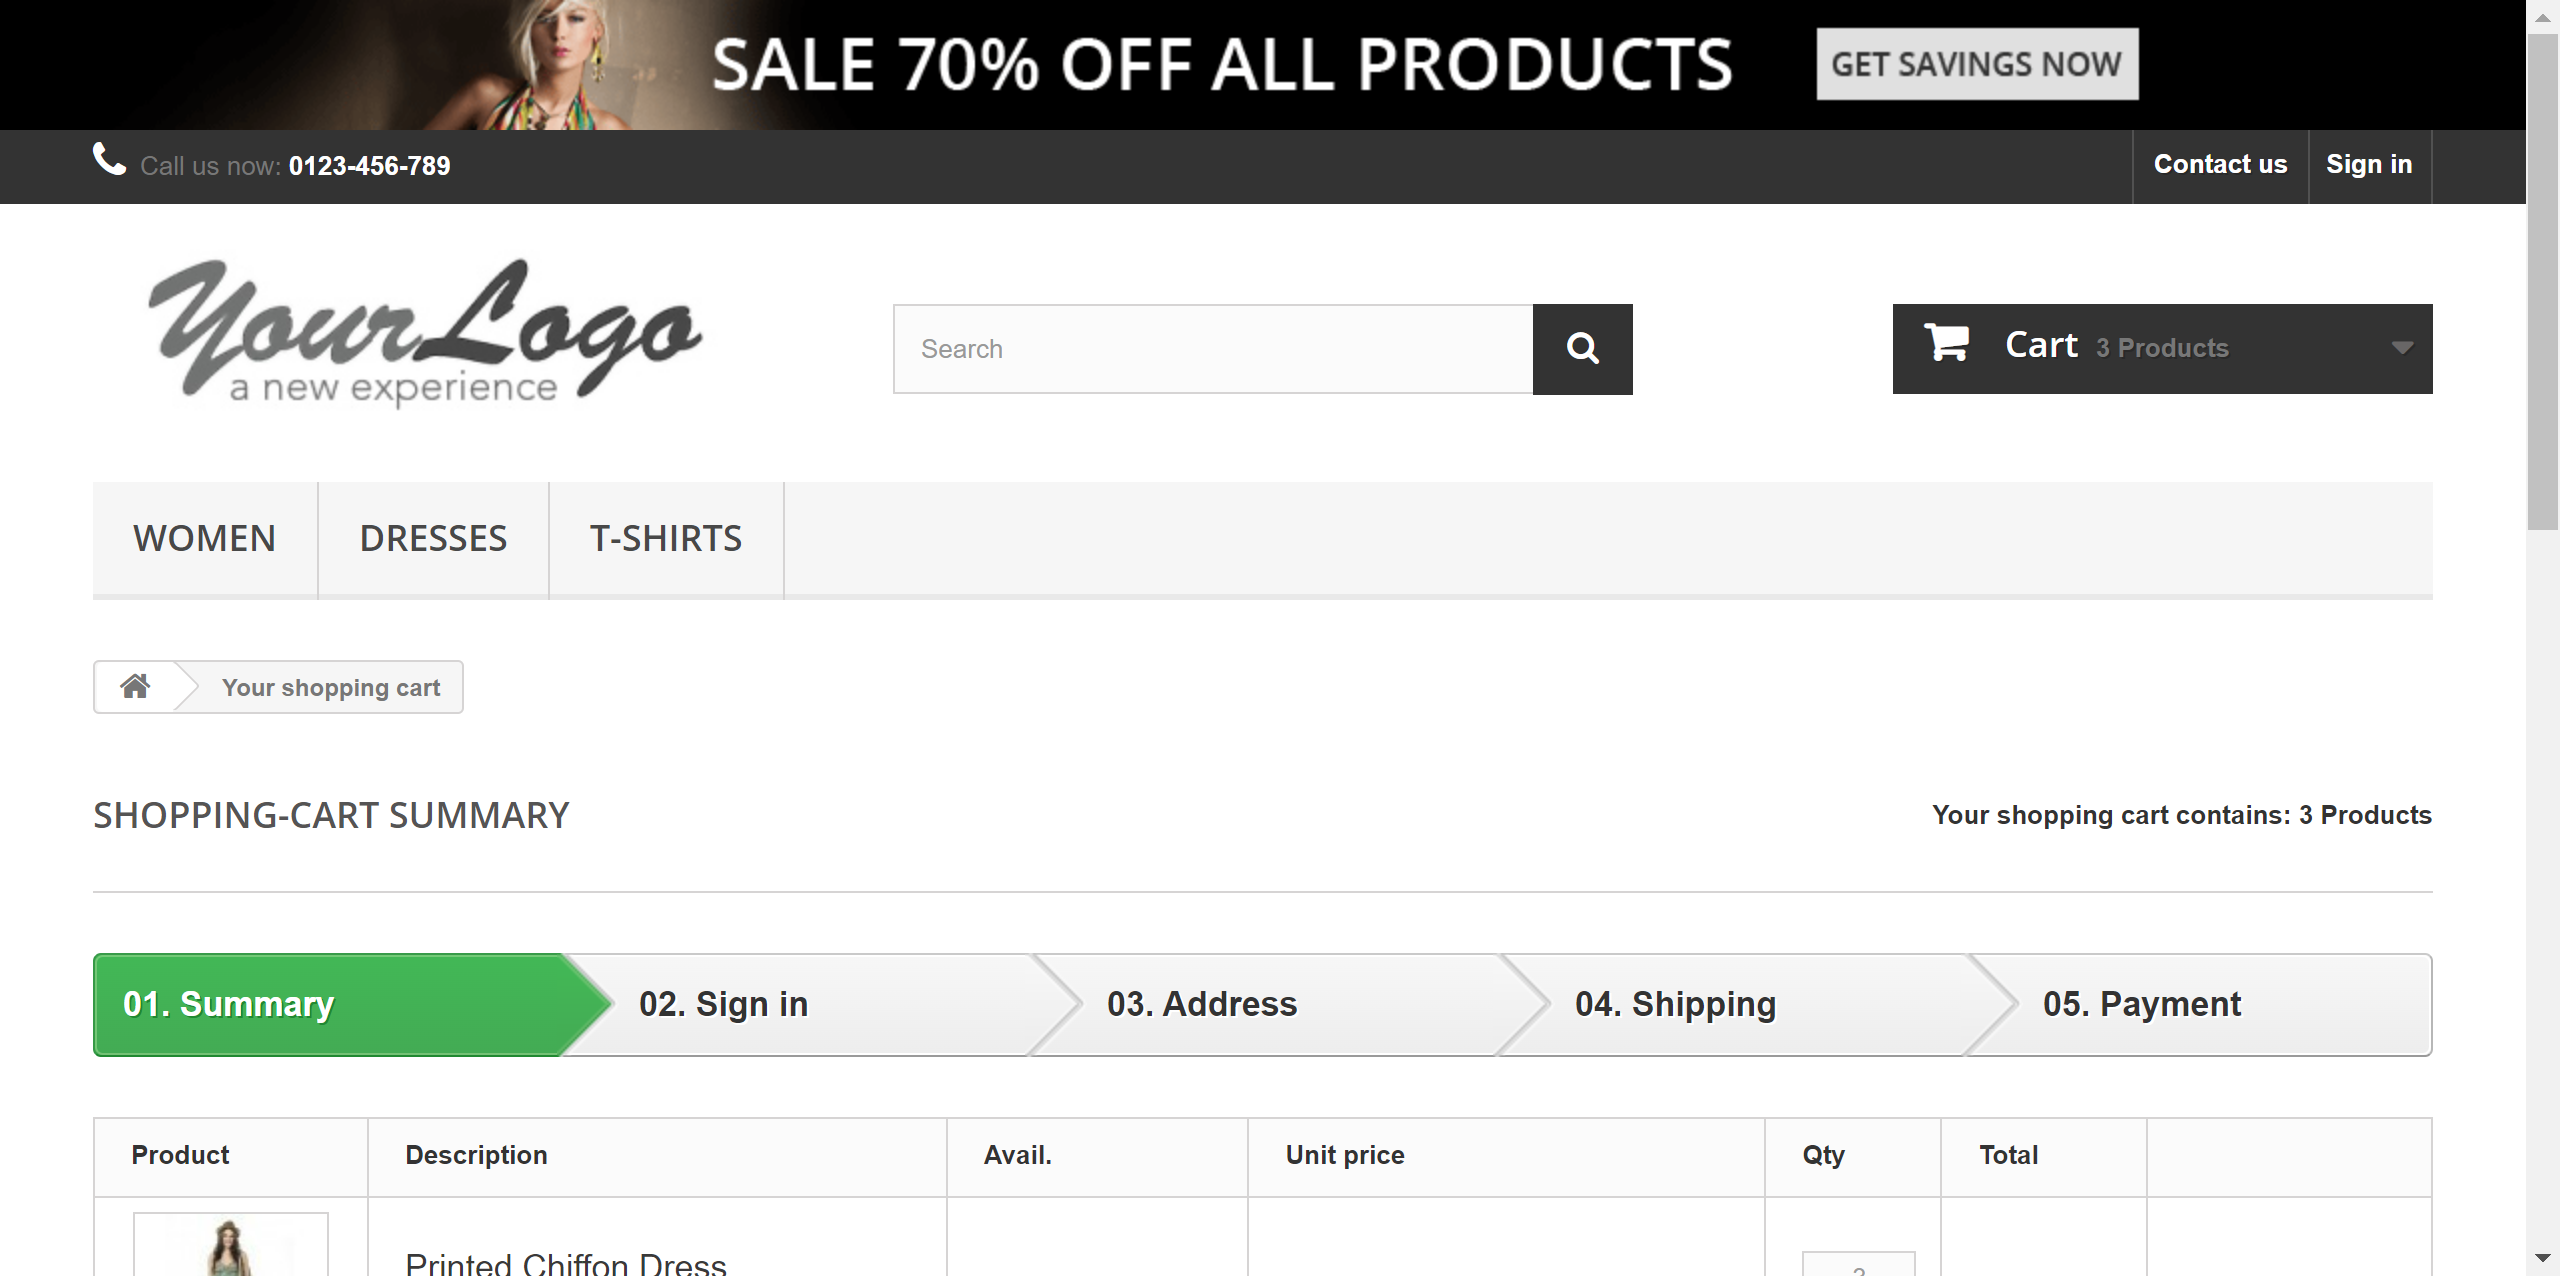 SALE 70% OFF ALL PRODUCTS GET SAVINGS NOW
Call us now: 0123-456-789 Contact us Sign in
YourLogo
a new experience
Search
Cart 3 Products
WOMEN DRESSES T-SHIRTS
Your shopping cart
SHOPPING-CART SUMMARY Your shopping cart contains: 3 Products
01. Summary 02. Sign in 03. Address 04. Shipping 05. Payment
Product Description Avail. Unit price Qty Total
Printed Chiffon Dress